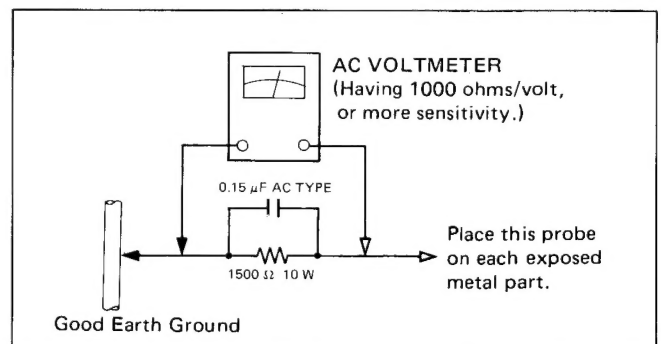 AC VOLTMETER
(Having 1000 ohms/volt,
or more sensitivity.)
0.15 μF AC TYPE
1500 Ω 10 W
Place this probe
on each exposed
metal part.
Good Earth Ground